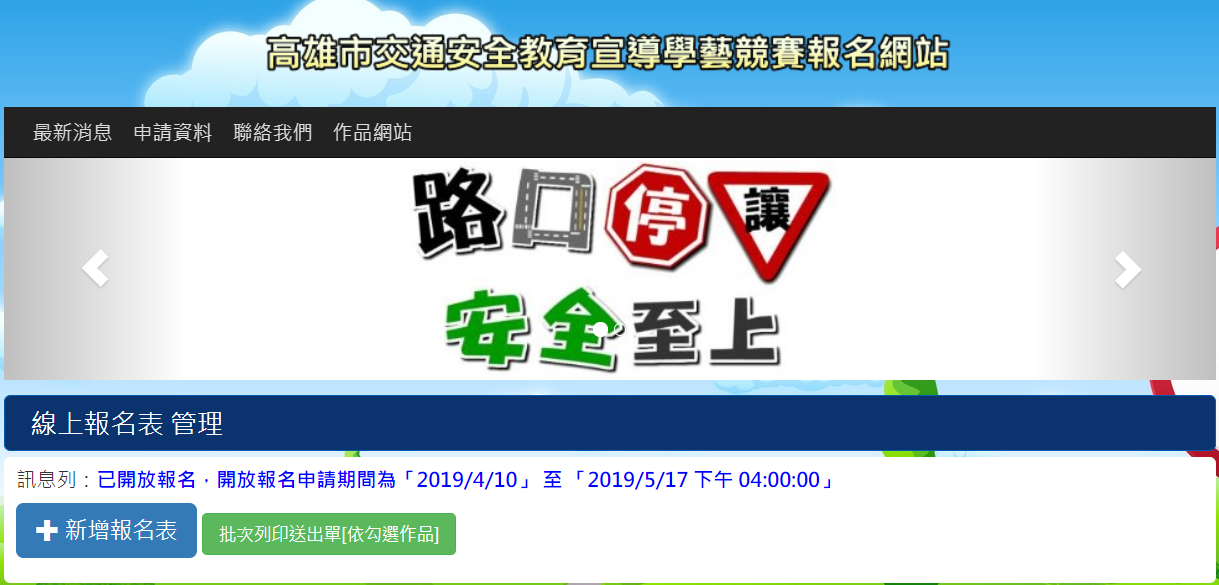 高雄市交通安全教育宣導學藝競賽報名網站
最新消息 申請資料 聯絡我們 作品網站
路口停讓
安全至上
線上報名表 管理
訊息列：已開放報名，開放報名申請期間為「2019/4/10」 至 「2019/5/17 下午 04:00:00」
新增報名表 批次列印送出單[依勾選作品]